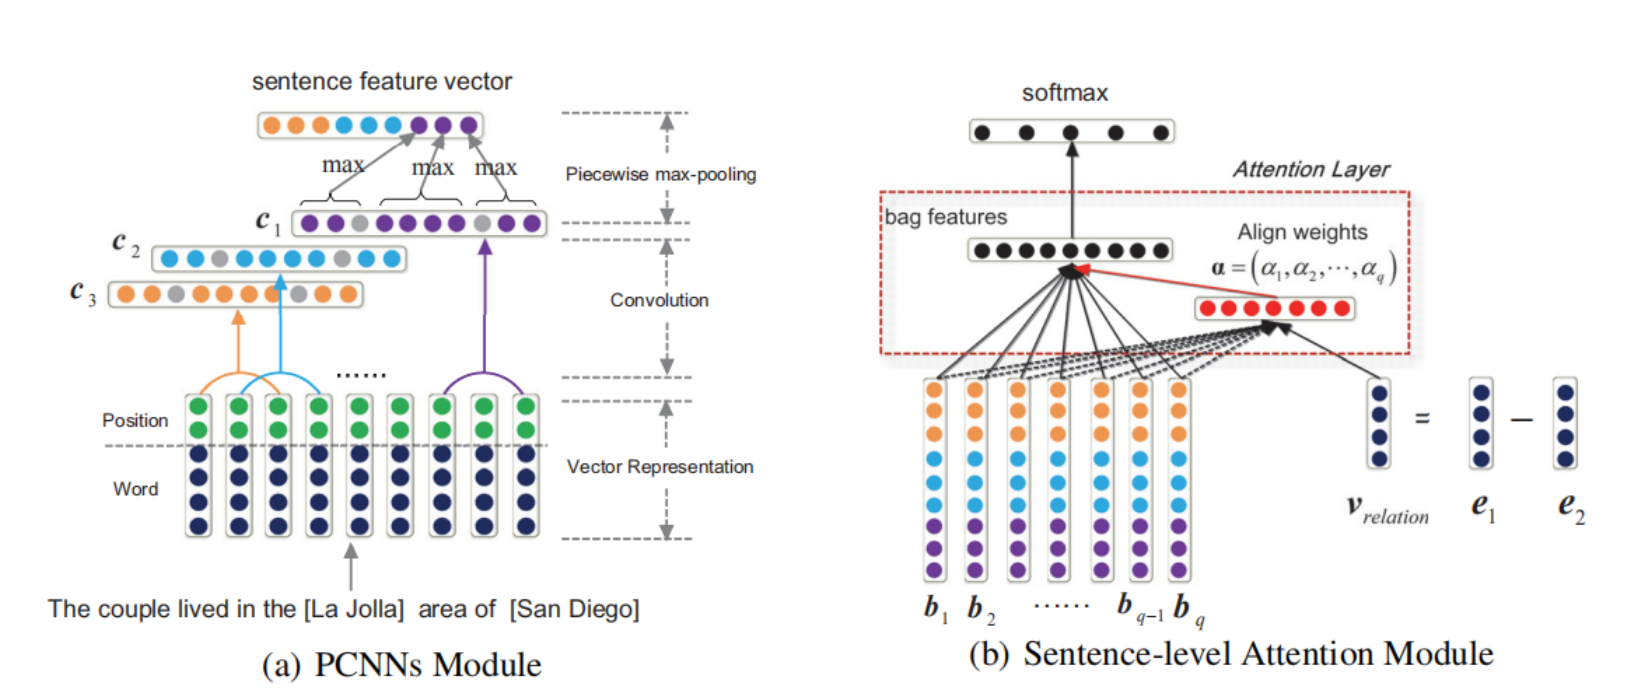 sentence feature vector
max
max
max
Piecewise max-pooling
c1
c2
c3
Convolution
......
Position
Word
Vector Representation
The couple lived in the [La Jolla] area of [San Diego]
(a) PCNNs Module
softmax
Attention Layer
bag features
Align weights
α = (α1, α2, ⋯, αq)
vrelation = e1 − e2
b1 b2 ...... bq−1 bq
(b) Sentence-level Attention Module